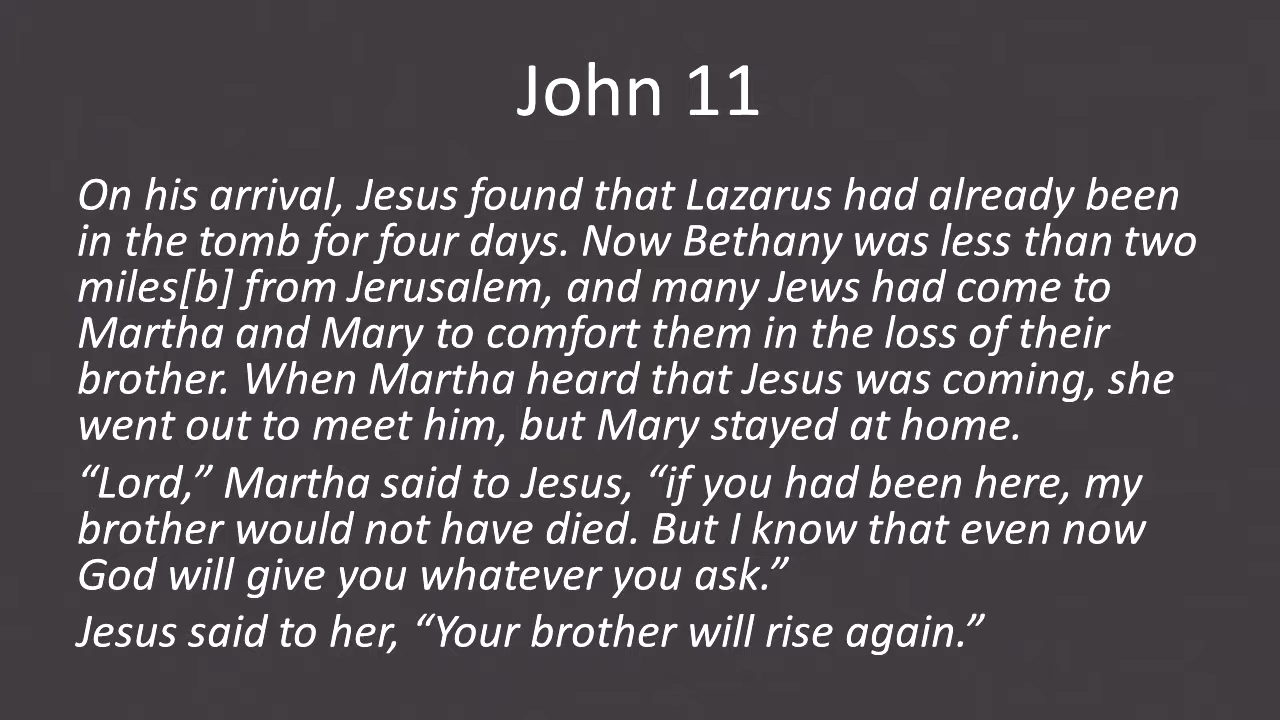 John 11
On his arrival, Jesus found that Lazarus had already been
in the tomb for four days. Now Bethany was less than two
miles[b] from Jerusalem, and many Jews had come to
Martha and Mary to comfort them in the loss of their
brother. When Martha heard that Jesus was coming, she
went out to meet him, but Mary stayed at home.
“Lord,” Martha said to Jesus, “if you had been here, my
brother would not have died. But I know that even now
God will give you whatever you ask.”
Jesus said to her, “Your brother will rise again.”